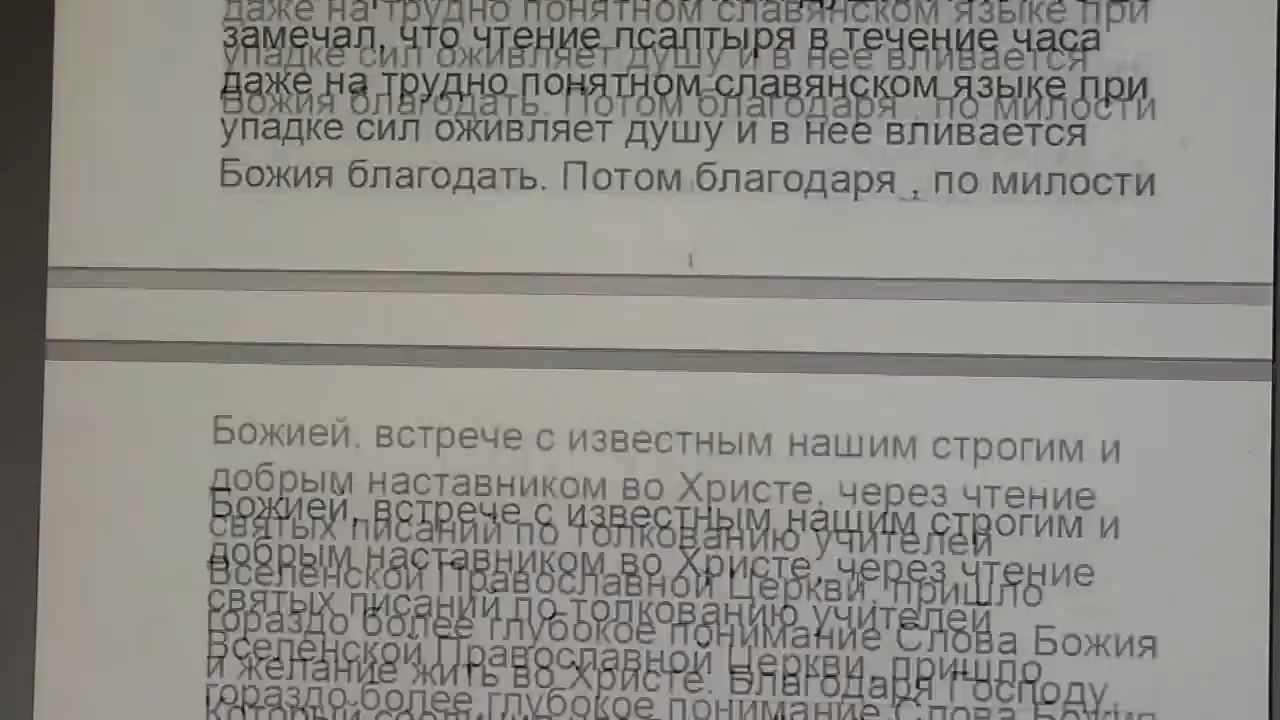 замечал, что чтение псалтыря в течение часа
даже на трудно понятном славянском языке при
упадке сил оживляет душу и в нее вливается
Божия благодать. Потом благодаря , по милости
1
Божией, встрече с известным нашим строгим и
добрым наставником во Христе, через чтение
святых писаний по толкованию учителей
Вселенской Православной Церкви, пришло
гораздо более глубокое понимание Слова Божия
и желание жить во Христе. Благодаря Господу,